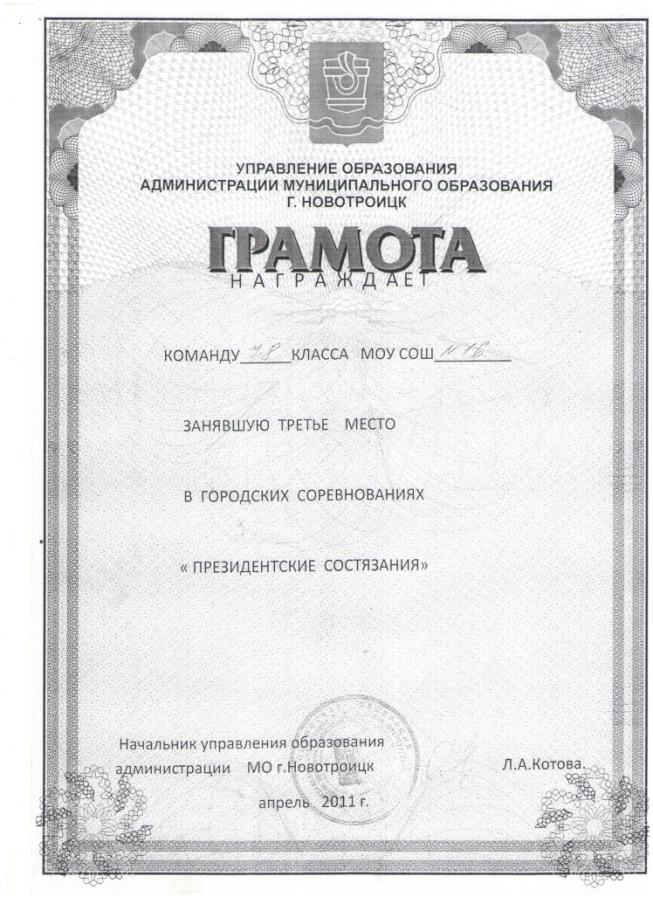 УПРАВЛЕНИЕ ОБРАЗОВАНИЯ
АДМИНИСТРАЦИИ МУНИЦИПАЛЬНОГО ОБРАЗОВАНИЯ
Г. НОВОТРОИЦК
ГРАМОТА
НАГРАЖДАЕТ
КОМАНДУ КЛАССА МОУ СОШ №16
ЗАНЯВШУЮ ТРЕТЬЕ МЕСТО
В ГОРОДСКИХ СОРЕВНОВАНИЯХ
« ПРЕЗИДЕНТСКИЕ СОСТЯЗАНИЯ»
Начальник управления образования
администрации МО г.Новотроицк Л.А.Котова.
апрель 2011 г.